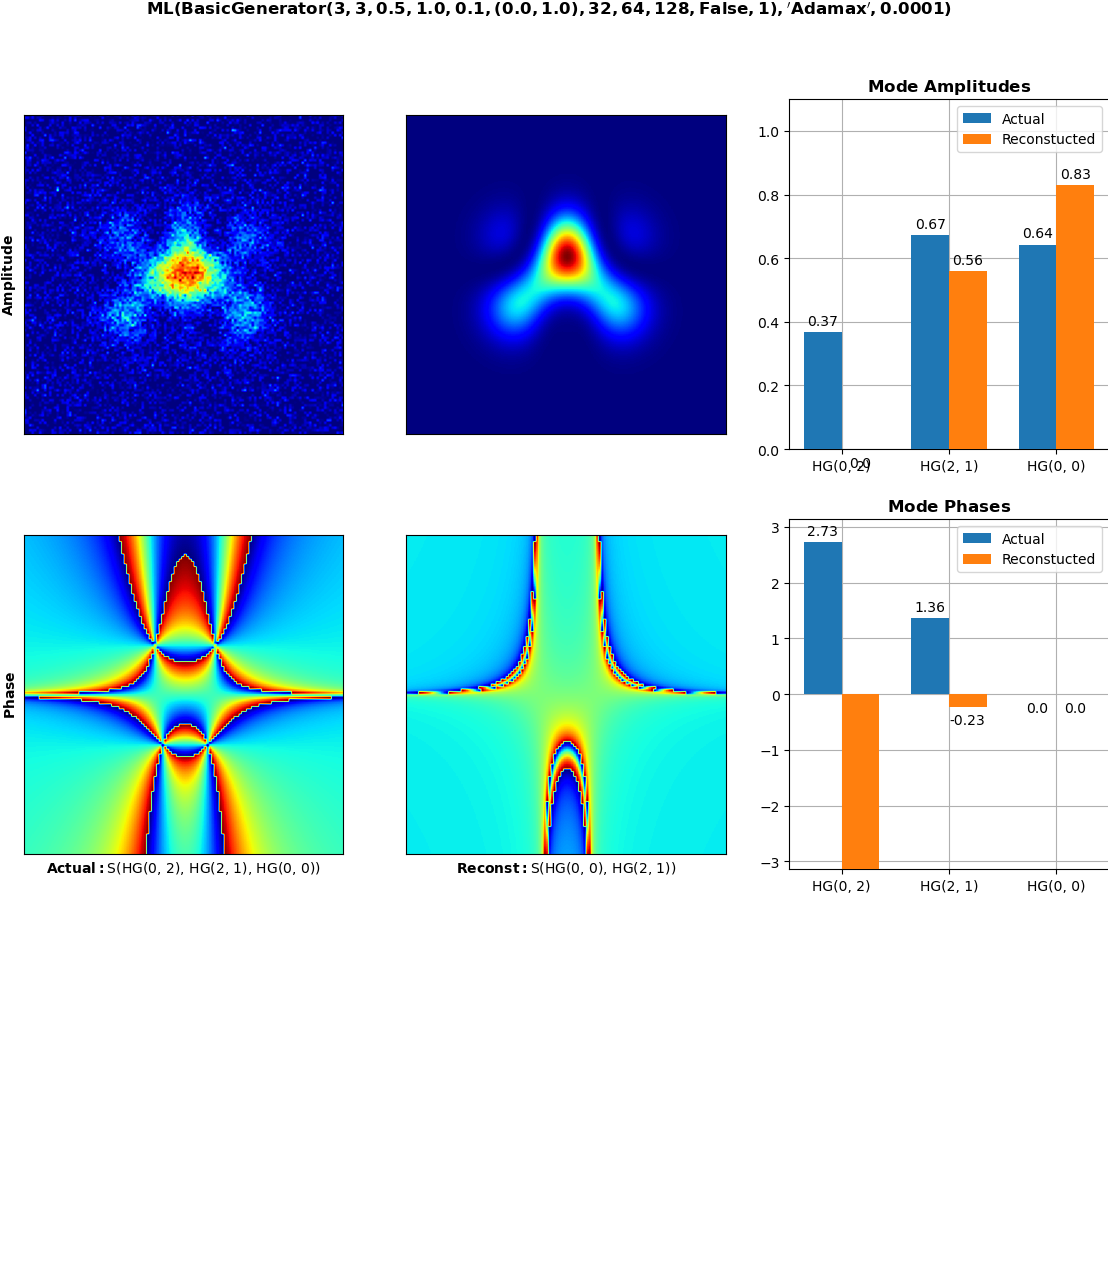 ML(BasicGenerator(3, 3, 0.5, 1.0, 0.1, (0.0, 1.0), 32, 64, 128, False, 1), 'Adamax', 0.0001)
Amplitude
Mode Amplitudes
Actual
Reconstucted
1.0
0.8
0.6
0.4
0.2
0.0
0.37
0.0
0.67
0.56
0.64
0.83
HG(0, 2)
HG(2, 1)
HG(0, 0)
Phase
Actual: S(HG(0, 2), HG(2, 1), HG(0, 0))
Reconst: S(HG(0, 0), HG(2, 1))
Mode Phases
Actual
Reconstucted
3
2
1
0
−1
−2
−3
2.73
1.36
-0.23
0.0
0.0
HG(0, 2)
HG(2, 1)
HG(0, 0)